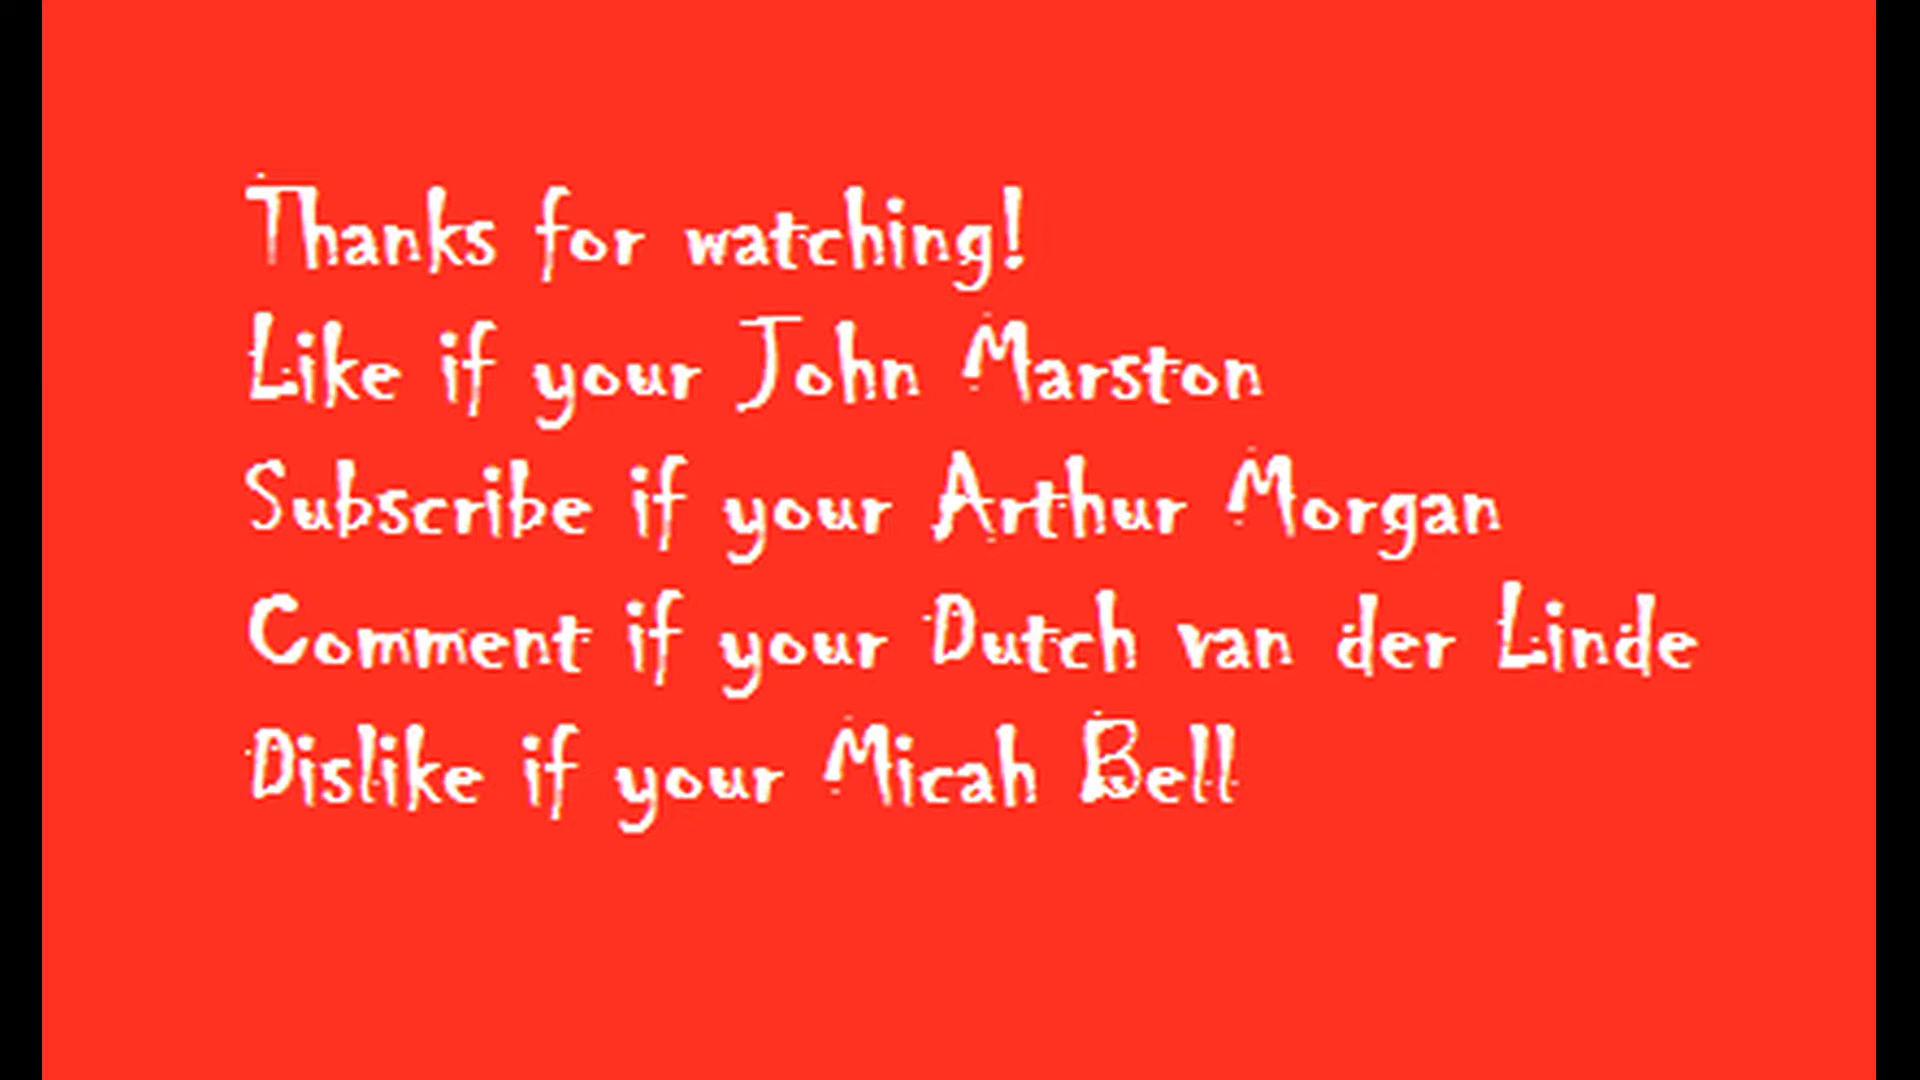 Thanks for watching!
Like if your John Marston
Subscribe if your Arthur Morgan
Comment if your Dutch van der Linde
Dislike if your Micah Bell